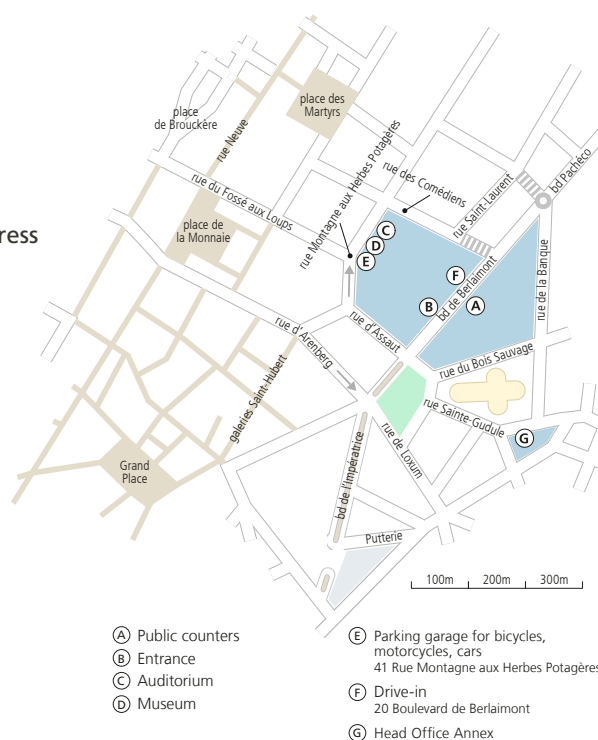 ress
place
de Brouckère
place des
Martyrs
rue Neuve
rue du Fossé aux Loups
place de
la Monnaie
rue Montagne aux Herbes Potagères
rue des Comédiens
rue Saint-Laurent
bd Pachéco
C
D
E
F
B
A
bd de Berlaimont
rue de la Banque
rue d'Assaut
rue d'Arenberg
rue du Bois Sauvage
galeries Saint-Hubert
rue Sainte-Gudule
G
rue de Loxum
bd de l'Impératrice
Grand
Place
Putterie
100m 200m 300m
A Public counters
B Entrance
C Auditorium
D Museum
E Parking garage for bicycles,
motorcycles, cars
41 Rue Montagne aux Herbes Potagères
F Drive-in
20 Boulevard de Berlaimont
G Head Office Annex